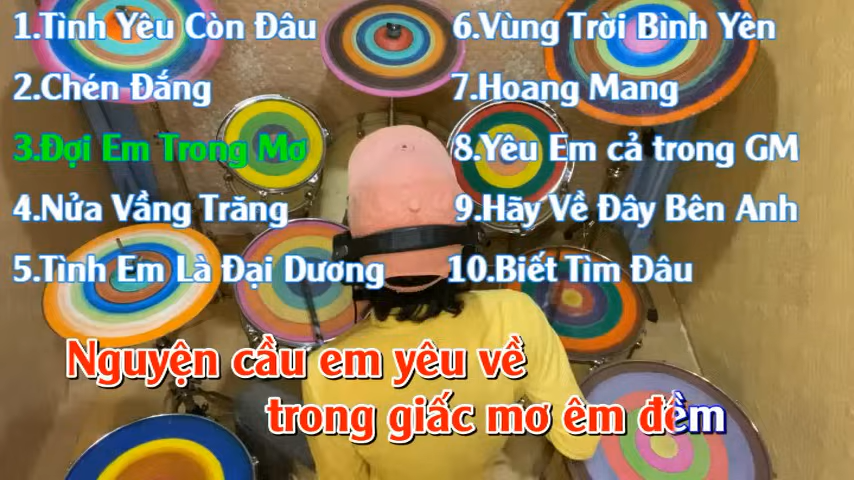 1.Tình Yêu Còn Đâu
2.Chén Đắng
3.Đợi Em Trong Mơ
4.Nửa Vầng Trăng
5.Tình Em Là Đại Dương
6.Vùng Trời Bình Yên
7.Hoang Mang
8.Yêu Em cả trong GM
9.Hãy Về Đây Bên Anh
10.Biết Tìm Đâu
Nguyện cầu em yêu về
trong giấc mơ êm đềm